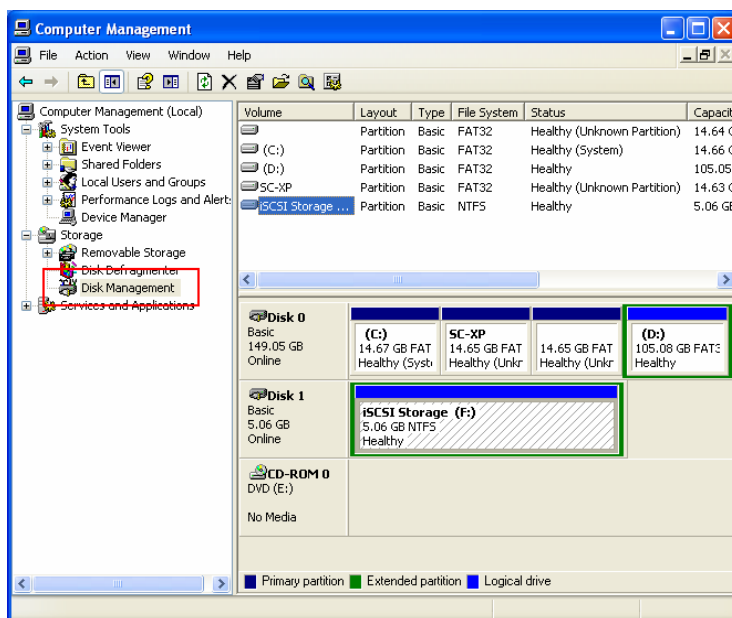 Computer Management
File Action View Window Help
Computer Management (Local)
System Tools
Event Viewer
Shared Folders
Local Users and Groups
Performance Logs and Alert:
Device Manager
Storage
Removable Storage
Disk Defragmenter
Disk Management
Services and Applications
Volume Layout Type File System Status Capacit
Partition Basic FAT32 Healthy (Unknown Partition) 14.64
(C:) Partition Basic FAT32 Healthy (System) 14.66
(D:) Partition Basic FAT32 Healthy 105.05
SC-XP Partition Basic FAT32 Healthy (Unknown Partition) 14.63
iSCSI Storage ... Partition Basic NTFS Healthy 5.06 GB
Disk 0
Basic
149.05 GB
Online
(C:)
14.67 GB FAT
Healthy (Syst
SC-XP
14.65 GB FAT
Healthy (Unkr
14.65 GB FAT
Healthy (Unkr
(D:)
105.08 GB FAT3
Healthy
Disk 1
Basic
5.06 GB
Online
iSCSI Storage (F:)
5.06 GB NTFS
Healthy
CD-ROM 0
DVD (E:)
No Media
Primary partition Extended partition Logical drive